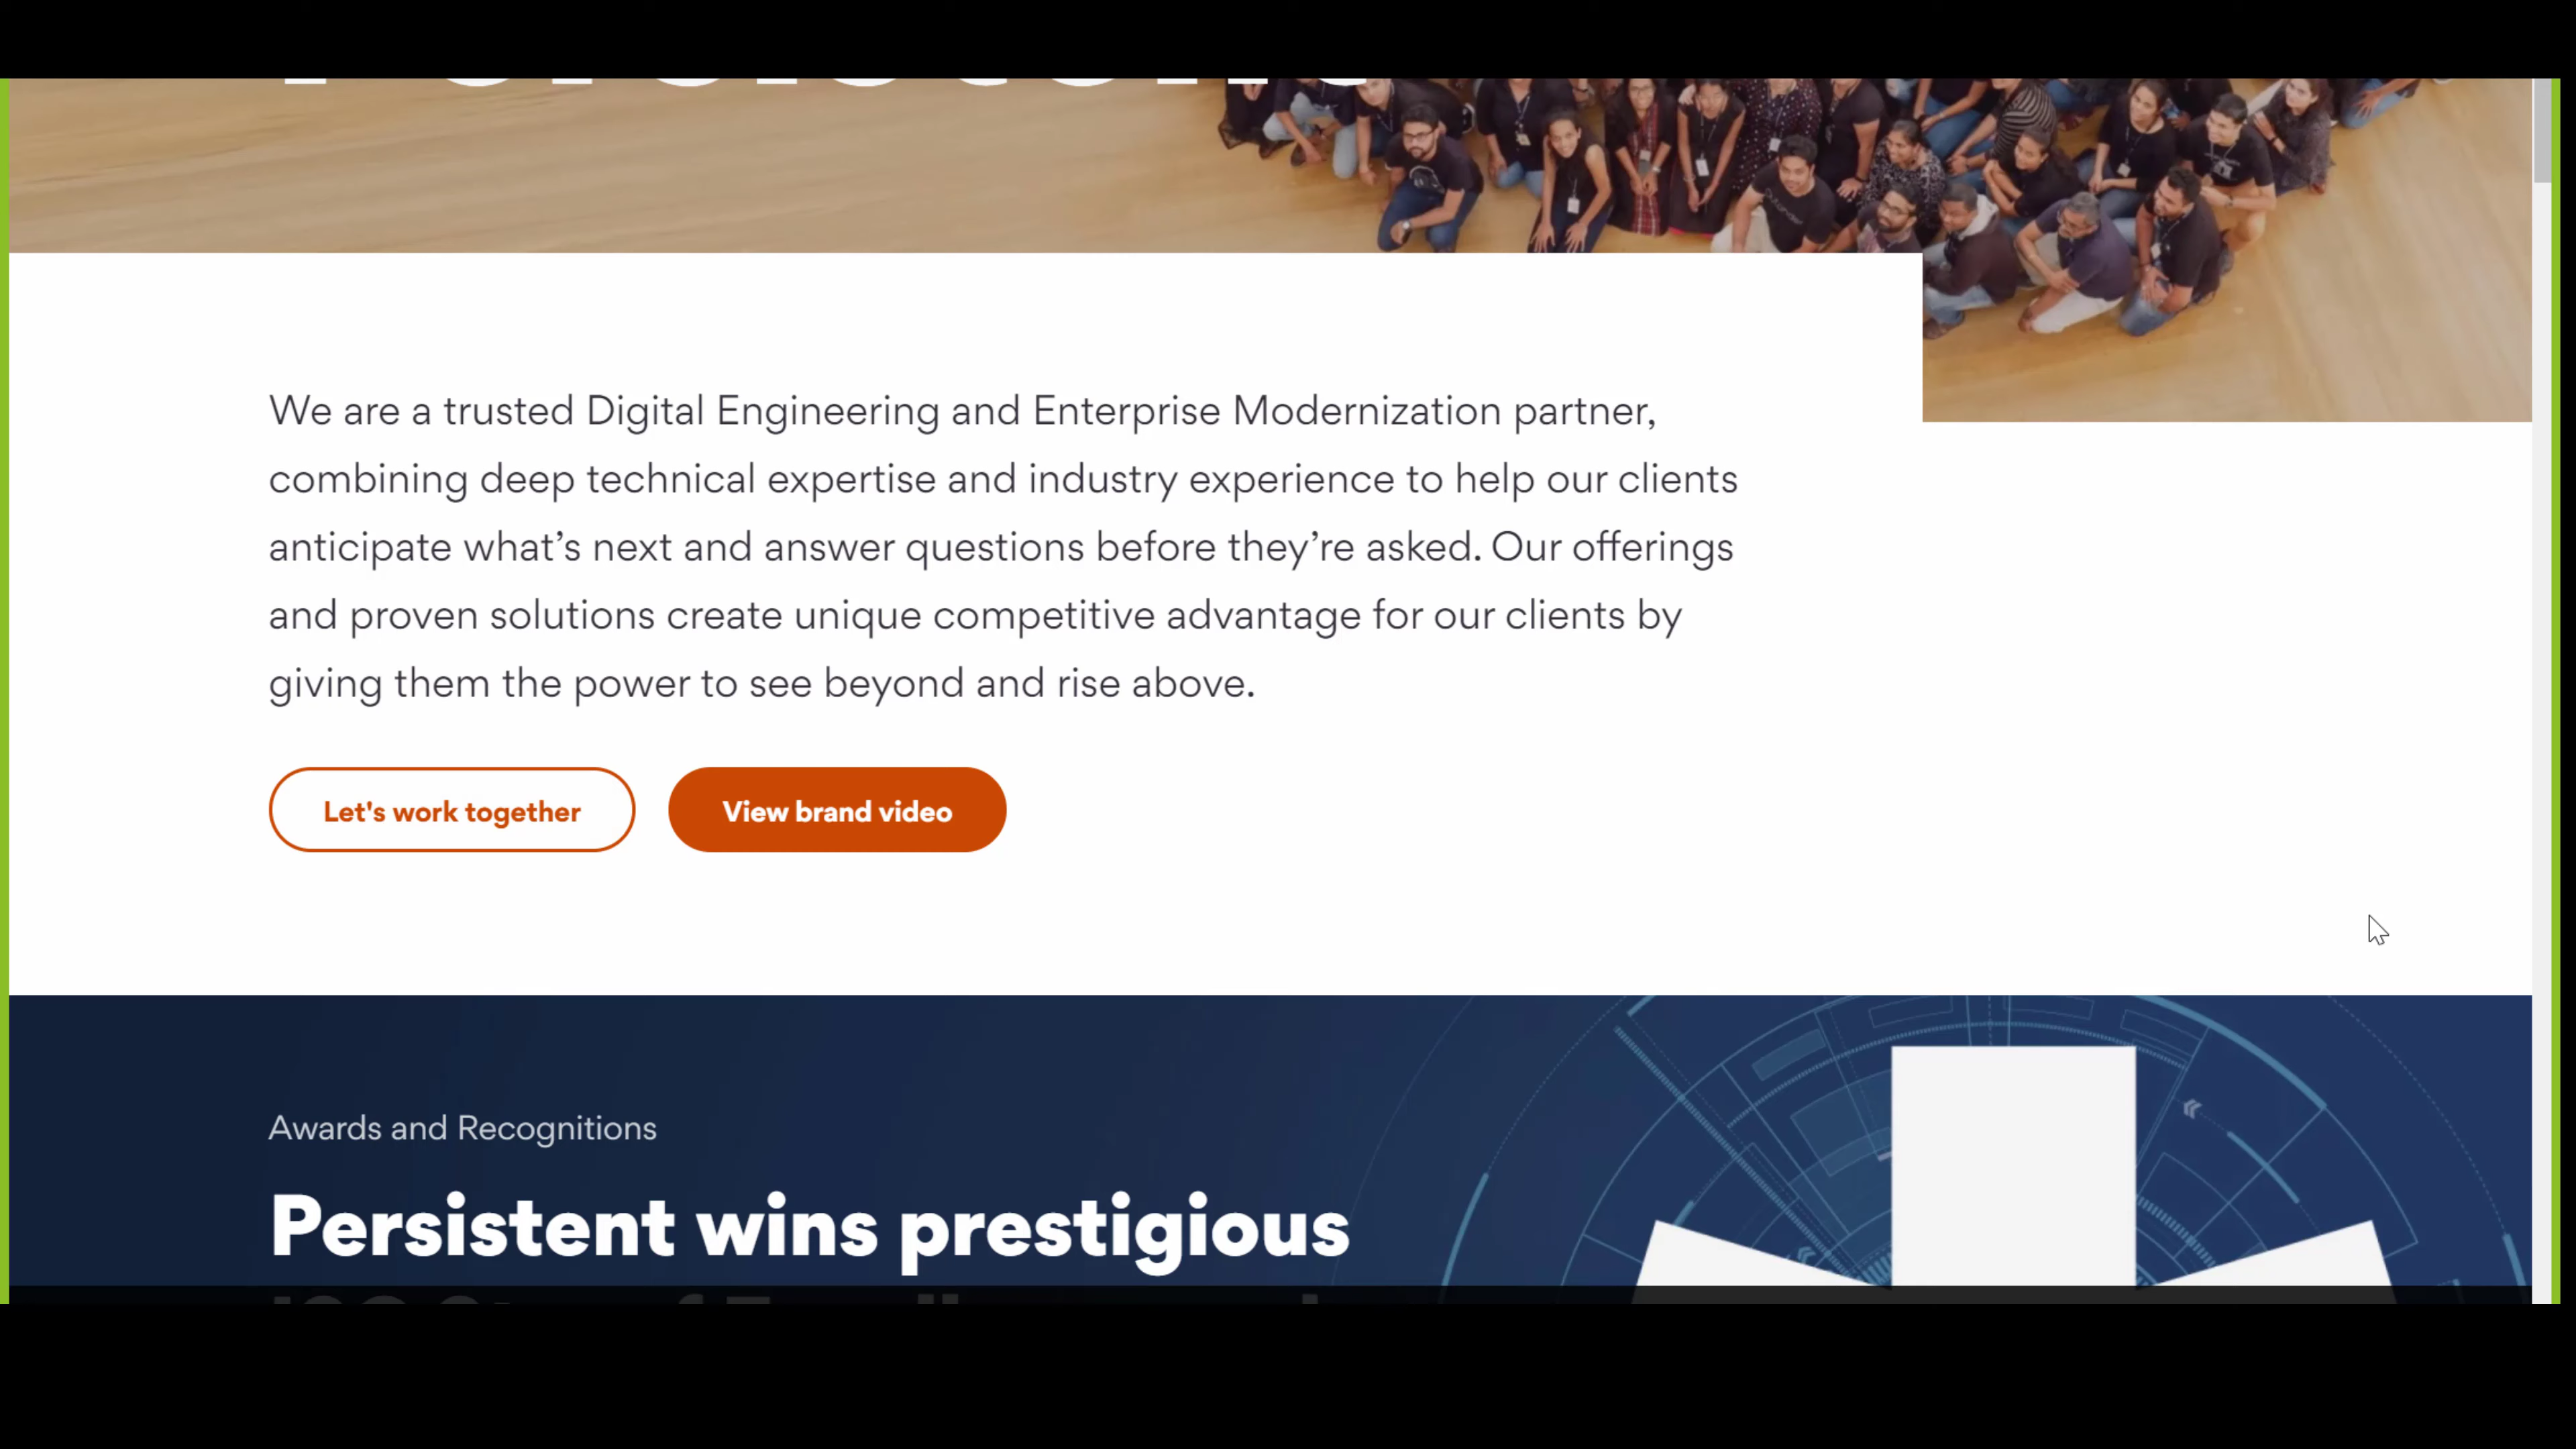 We are a trusted Digital Engineering and Enterprise Modernization partner,
combining deep technical expertise and industry experience to help our clients
anticipate what’s next and answer questions before they’re asked. Our offerings
and proven solutions create unique competitive advantage for our clients by
giving them the power to see beyond and rise above.
Let's work together
View brand video
Awards and Recognitions
Persistent wins prestigious